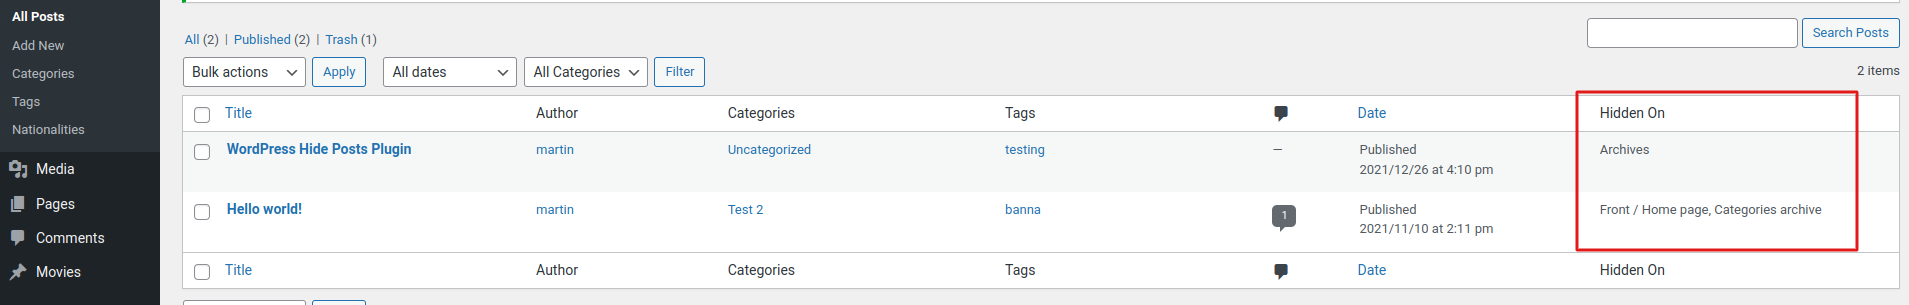 All Posts
Add New
Categories
Tags
Nationalities
Media
Pages
Comments
Movies
All (2) | Published (2) | Trash (1)
Search Posts
Bulk actions Apply All dates All Categories Filter
2 items
Title Author Categories Tags Date Hidden On
WordPress Hide Posts Plugin martin Uncategorized testing — Published Archives
2021/12/26 at 4:10 pm
Hello world! martin Test 2 banna 1 Published Front / Home page, Categories archive
2021/11/10 at 2:11 pm
Title Author Categories Tags Date Hidden On